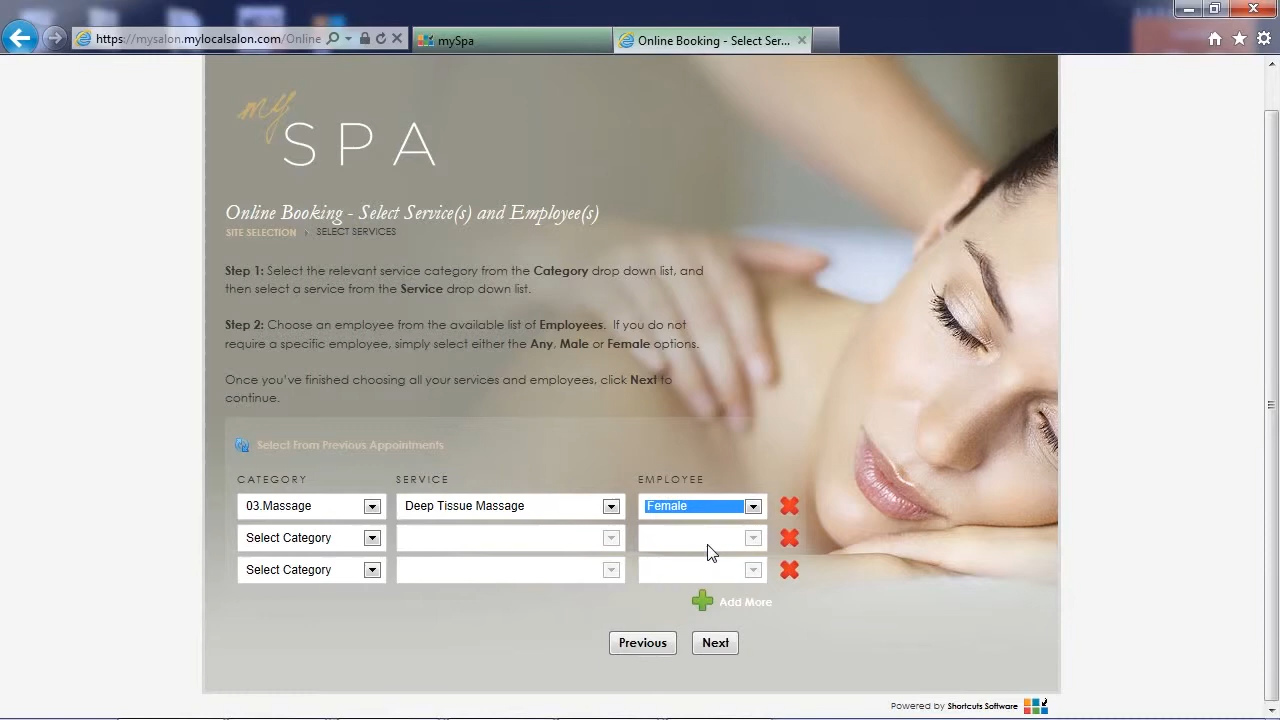 https://mysalon.mylocalsalon.com/Online
mySpa
Online Booking - Select Ser...
my
SPA
Online Booking - Select Service(s) and Employee(s)
SITE SELECTION › SELECT SERVICES
Step 1: Select the relevant service category from the Category drop down list, and
then select a service from the Service drop down list.
Step 2: Choose an employee from the available list of Employees. If you do not
require a specific employee, simply select either the Any, Male or Female options.
Once you've finished choosing all your services and employees, click Next to
continue.
Select From Previous Appointments
CATEGORY SERVICE EMPLOYEE
03.Massage Deep Tissue Massage Female
Select Category
Select Category
Add More
Previous Next
Powered by Shortcuts Software